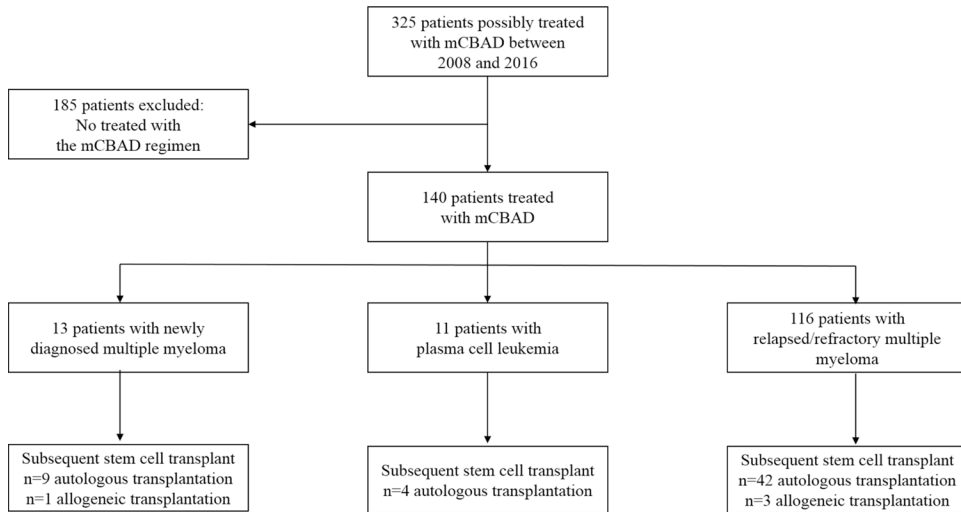 325 patients possibly treated
with mCBAD between
2008 and 2016
185 patients excluded:
No treated with
the mCBAD regimen
140 patients treated
with mCBAD
13 patients with newly
diagnosed multiple myeloma
11 patients with
plasma cell leukemia
116 patients with
relapsed/refractory multiple
myeloma
Subsequent stem cell transplant
n=9 autologous transplantation
n=1 allogeneic transplantation
Subsequent stem cell transplant
n=4 autologous transplantation
Subsequent stem cell transplant
n=42 autologous transplantation
n=3 allogeneic transplantation